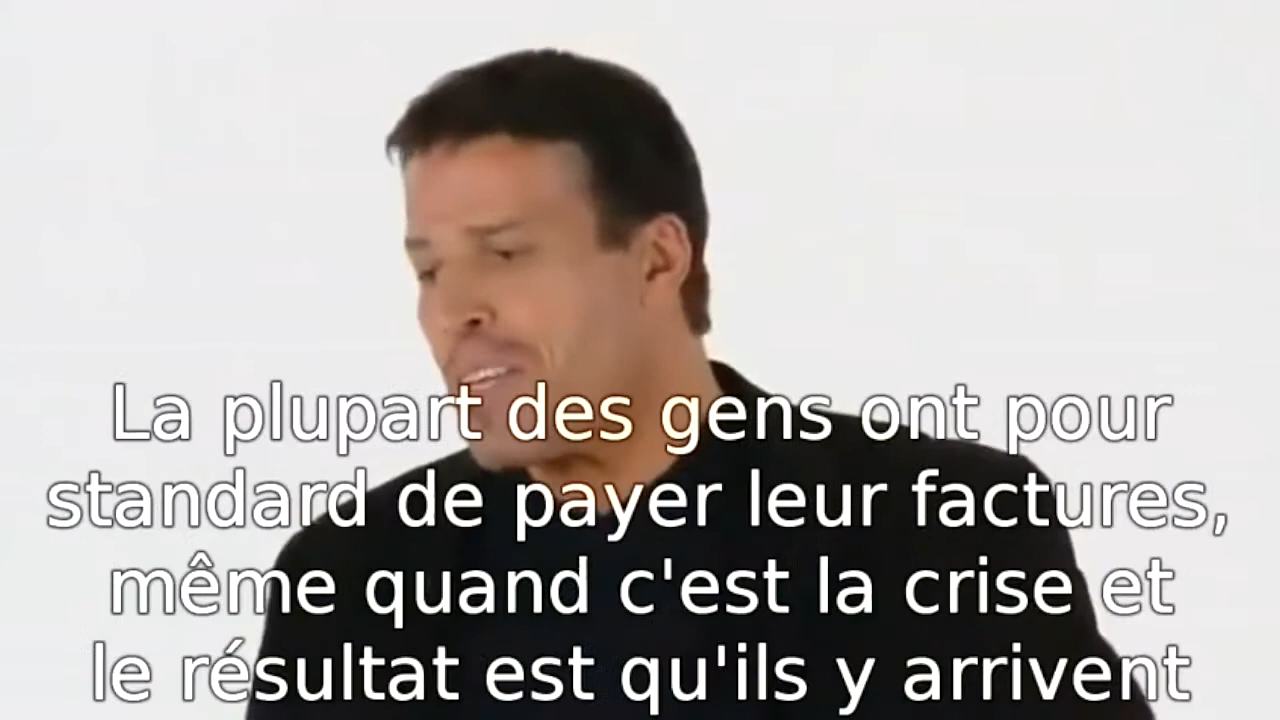 La plupart des gens ont pour
standard de payer leur factures,
même quand c'est la crise et
le résultat est qu'ils y arrivent